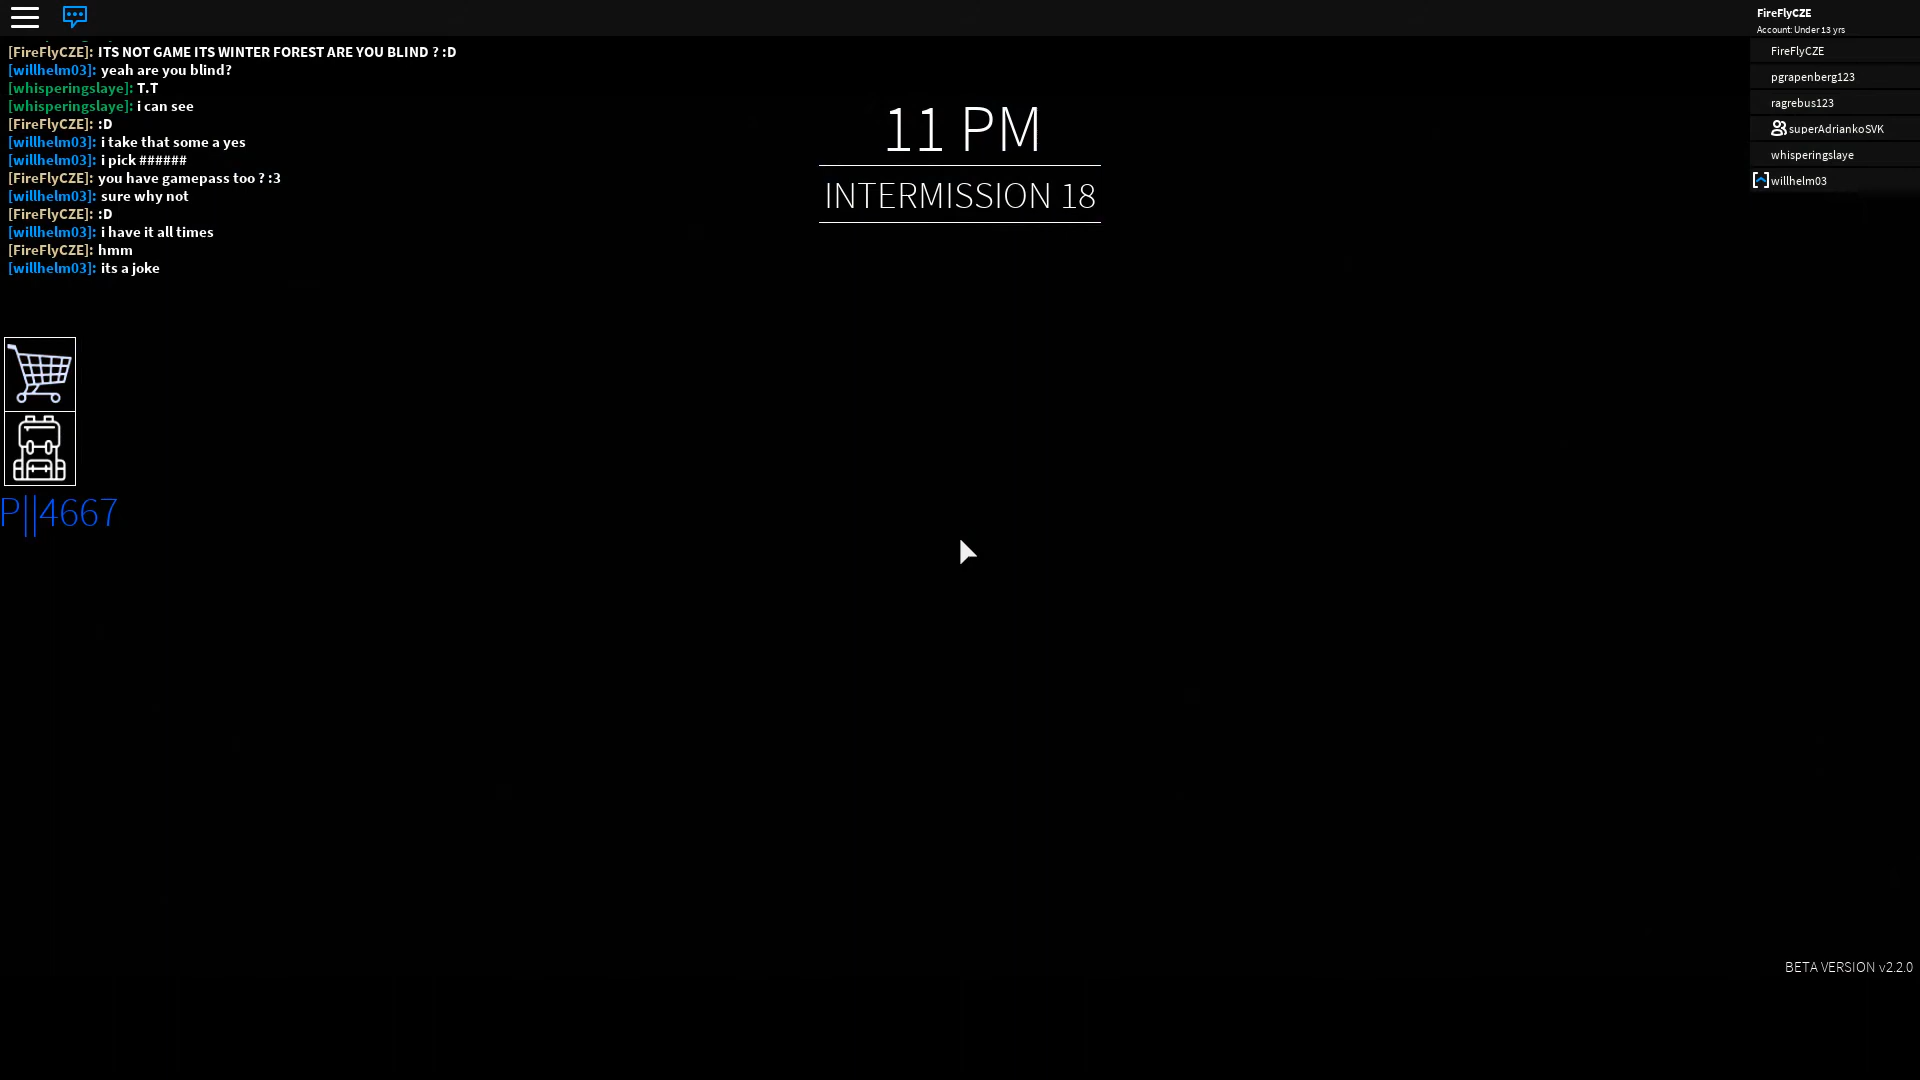 [FireFlyCZE]: ITS NOT GAME ITS WINTER FOREST ARE YOU BLIND ? :D
[willhelm03]: yeah are you blind?
[whisperingslaye]: T.T
[whisperingslaye]: i can see
[FireFlyCZE]: :D
[willhelm03]: i take that some a yes
[willhelm03]: i pick ######
[FireFlyCZE]: you have gamepass too ? :3
[willhelm03]: sure why not
[FireFlyCZE]: :D
[willhelm03]: i have it all times
[FireFlyCZE]: hmm
[willhelm03]: its a joke
P||4667
11 PM
INTERMISSION 18
FireFlyCZE
Account: Under 13 yrs
FireFlyCZE
pgrapenberg123
ragrebus123
superAdriankoSVK
whisperingslaye
willhelm03
BETA VERSION v2.2.0